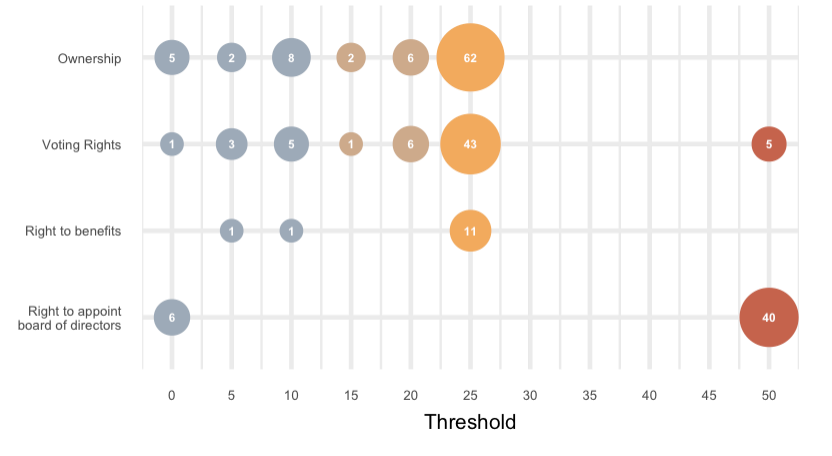 Ownership 5 2 8 2 6 62
Voting Rights 1 3 5 1 6 43 5
Right to benefits 1 1 11
Right to appoint
board of directors 6 40
0 5 10 15 20 25 30 35 40 45 50
Threshold